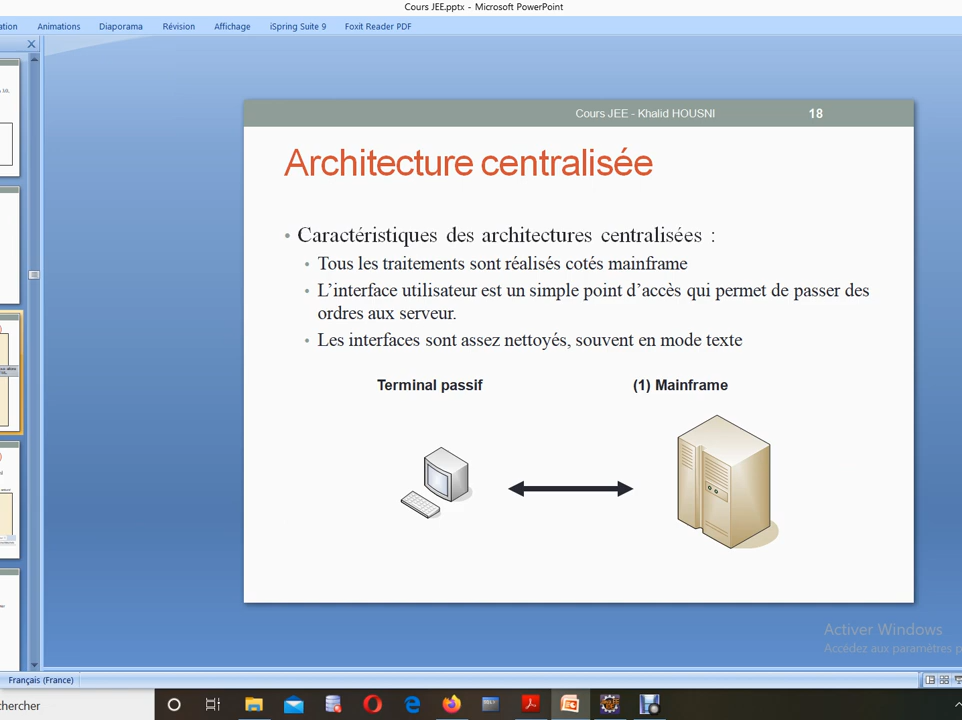 Cours JEE.pptx - Microsoft PowerPoint
ation Animations Diaporama Révision Affichage iSpring Suite 9 Foxit Reader PDF
Cours JEE - Khalid HOUSNI 18
Architecture centralisée
• Caractéristiques des architectures centralisées :
• Tous les traitements sont réalisés cotés mainframe
• L’interface utilisateur est un simple point d’accès qui permet de passer des
ordres aux serveur.
• Les interfaces sont assez nettoyés, souvent en mode texte
Terminal passif (1) Mainframe
Activer Windows
Accédez aux paramètres p
Français (France)
chercher